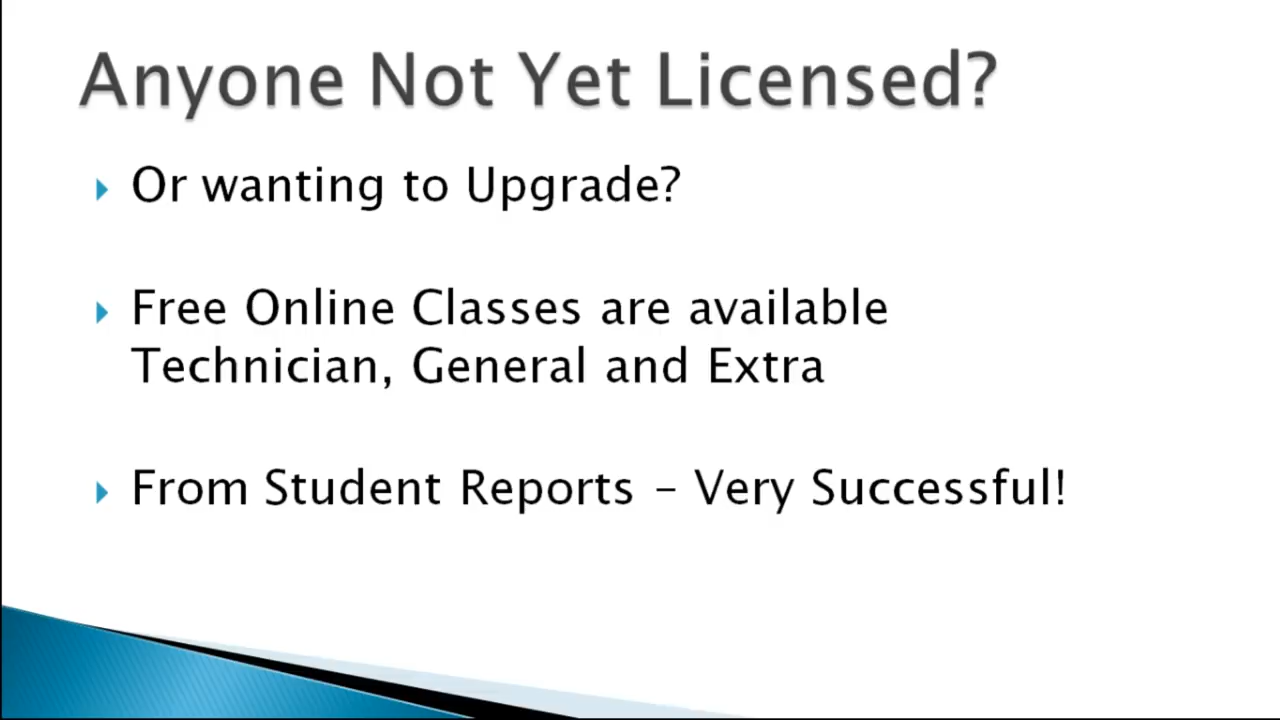 Anyone Not Yet Licensed?
Or wanting to Upgrade?
Free Online Classes are available
Technician, General and Extra
From Student Reports – Very Successful!